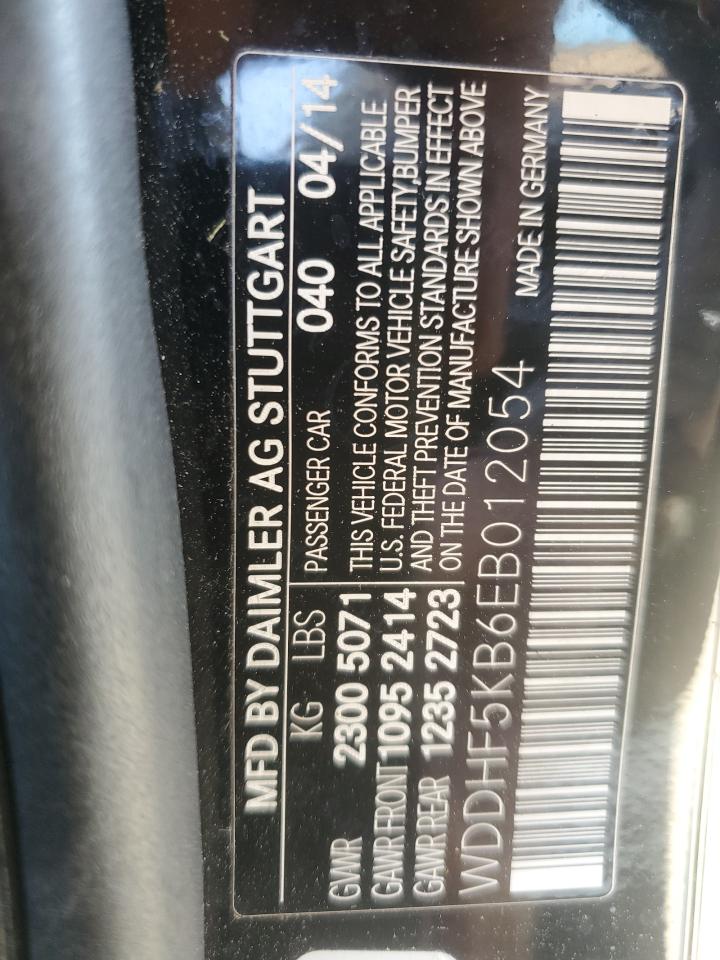 MFD BY DAIMLER AG STUTTGART
KG LBS
GVWR 2300 5071
GAWR FRONT 1095 2414
GAWR REAR 1235 2723
PASSENGER CAR 040 04/14
THIS VEHICLE CONFORMS TO ALL APPLICABLE
U.S. FEDERAL MOTOR VEHICLE SAFETY,BUMPER
AND THEFT PREVENTION STANDARDS IN EFFECT
ON THE DATE OF MANUFACTURE SHOWN ABOVE
WDDHF5KB6EB012054 MADE IN GERMANY